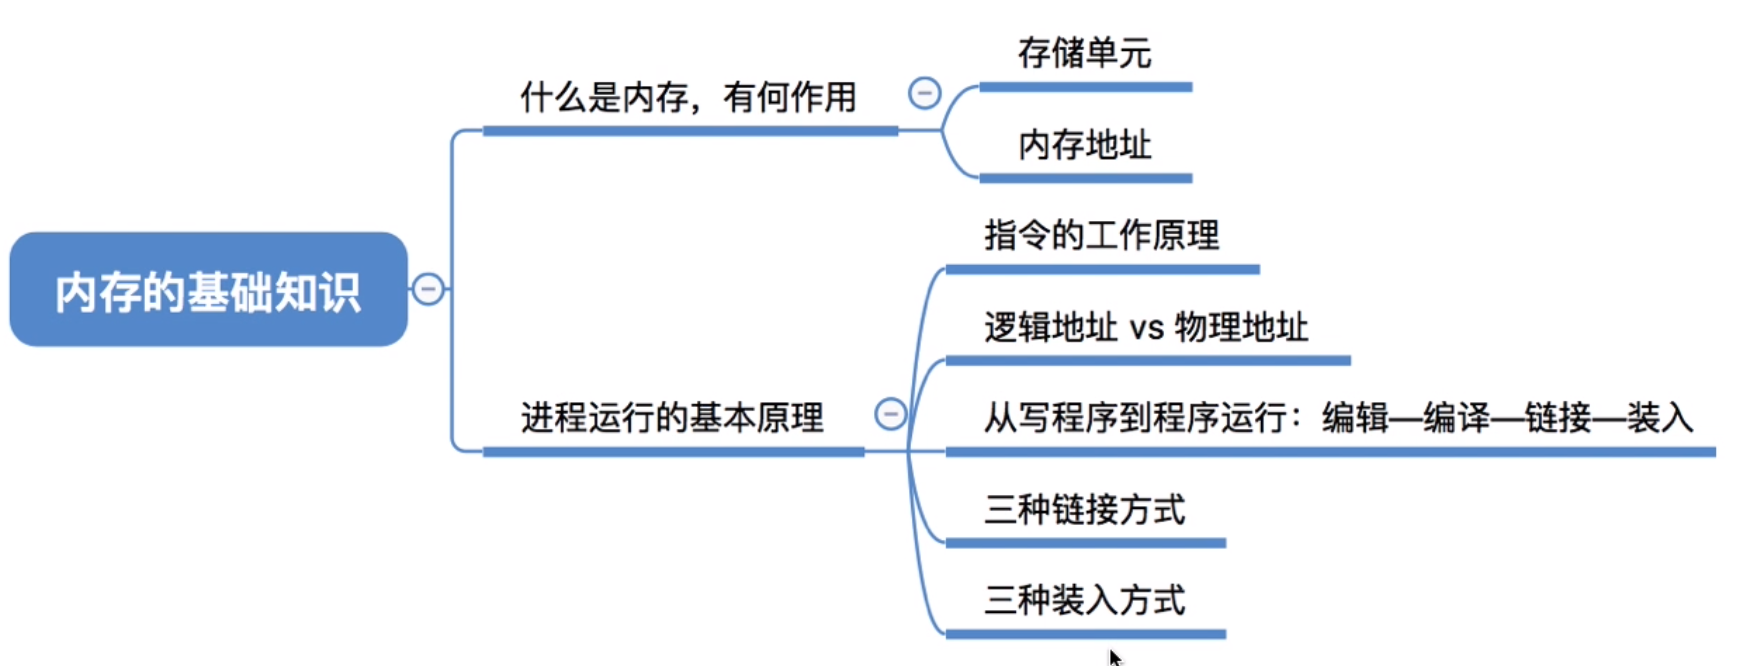 内存的基础知识
什么是内存，有何作用
存储单元
内存地址
进程运行的基本原理
指令的工作原理
逻辑地址 vs 物理地址
从写程序到程序运行：编辑—编译—链接—装入
三种链接方式
三种装入方式